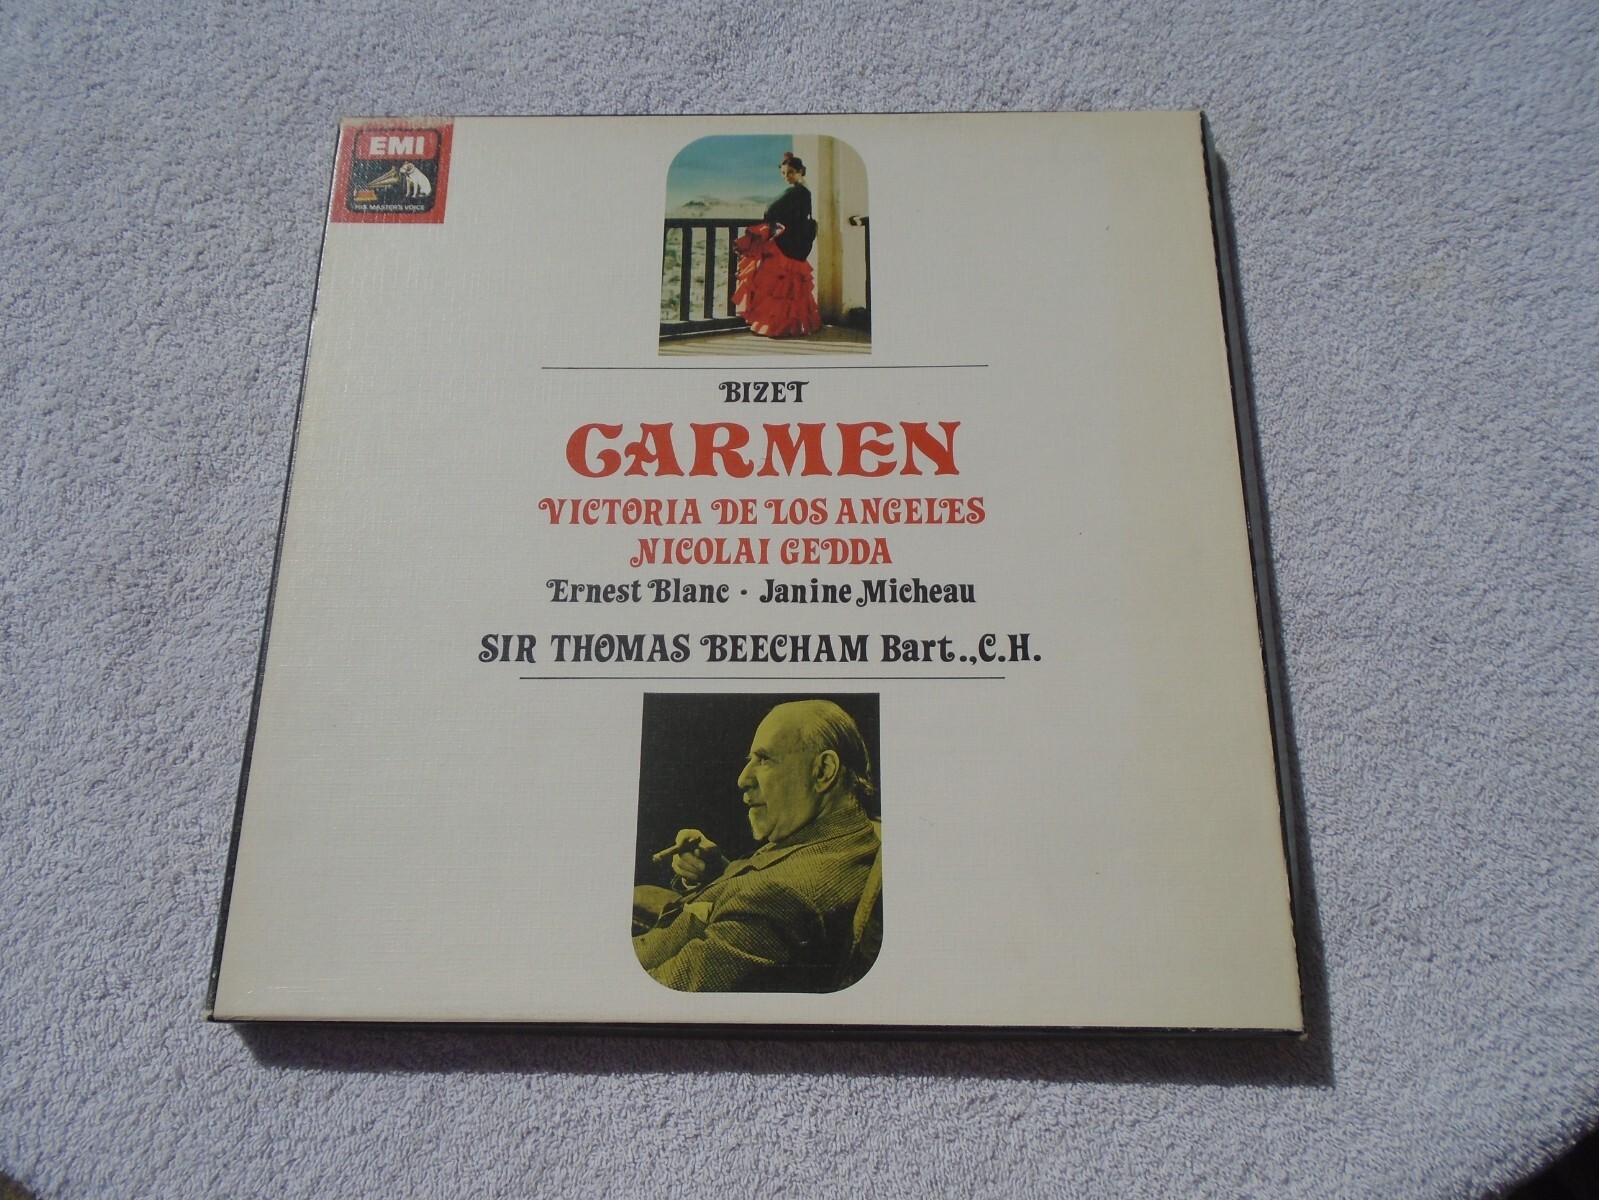 EMI
HIS MASTER'S VOICE
BIZET
CARMEN
VICTORIA DE LOS ANGELES
NICOLAI GEDDA
Ernest Blanc · Janine Micheau
SIR THOMAS BEECHAM Bart.,C.H.